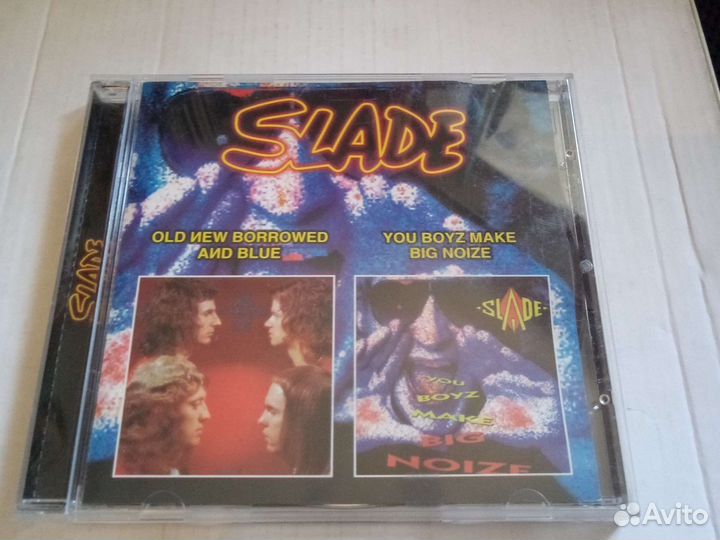 SLADE
SLADE
OLD ИEW BORROWED
AИD BLUE
YOU BOYZ MAKE
BIG NOIZE
SLADE
YOU
BOYZ
MAKE
BIG
NOIZE
Avito